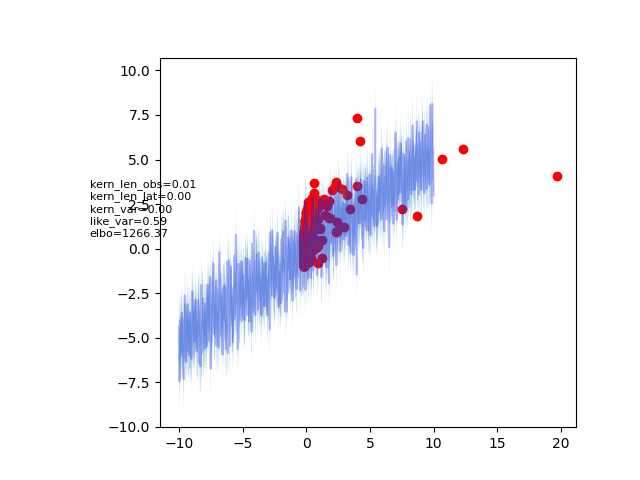 10.0
7.5
5.0
kern_len_obs=0.01
kern_len_lat=0.00
2.5
kern_var=0.00
like_var=0.59
elbo=1266.37
0.0
−2.5
−5.0
−7.5
−10.0
−10 −5 0 5 10 15 20